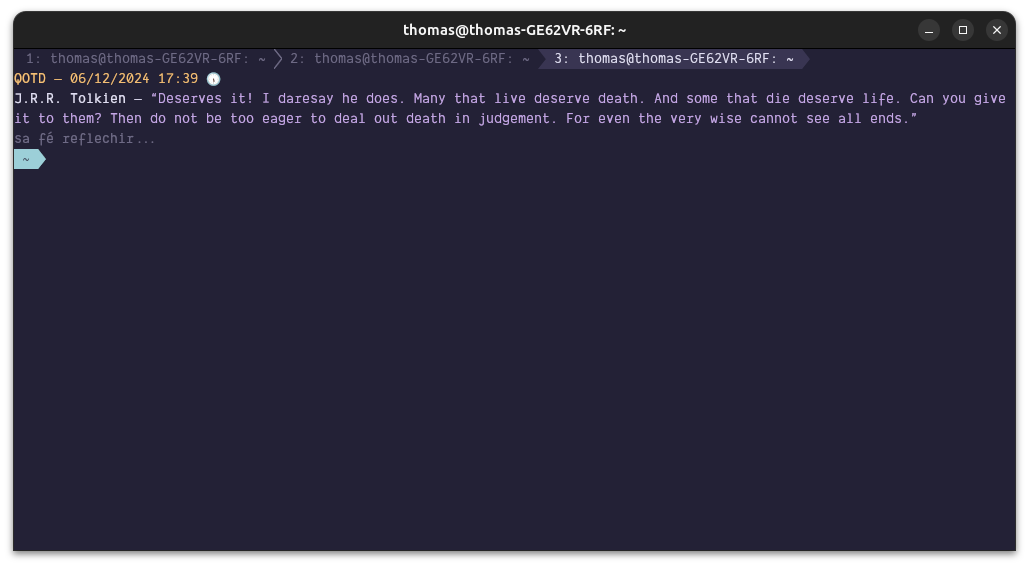 thomas@thomas-GE62VR-6RF: ~
1: thomas@thomas-GE62VR-6RF: ~ 2: thomas@thomas-GE62VR-6RF: ~ 3: thomas@thomas-GE62VR-6RF: ~
QOTD — 06/12/2024 17:39 🕠
J.R.R. Tolkien — “Deserves it! I daresay he does. Many that live deserve death. And some that die deserve life. Can you give
it to them? Then do not be too eager to deal out death in judgement. For even the very wise cannot see all ends.”
sa fé reflechir...
~